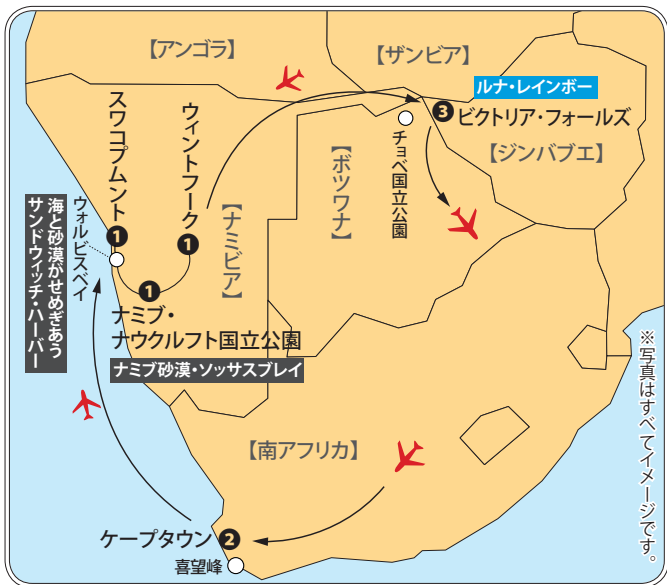 【アンゴラ】
【ザンビア】
ルナ・レインボー
❸ビクトリア・フォールズ
【ジンバブエ】
チョベ国立公園
【ボツワナ】
【ナミビア】
ウィントフーク
❶
スワコプムント
❶
ウォルビスベイ
海と砂漠がせめぎあう
サンドウィッチ・ハーバー
❶
ナミブ・
ナウクルフト国立公園
ナミブ砂漠・ソッサスブレイ
【南アフリカ】
ケープタウン❷
喜望峰
※写真はすべてイメージです。